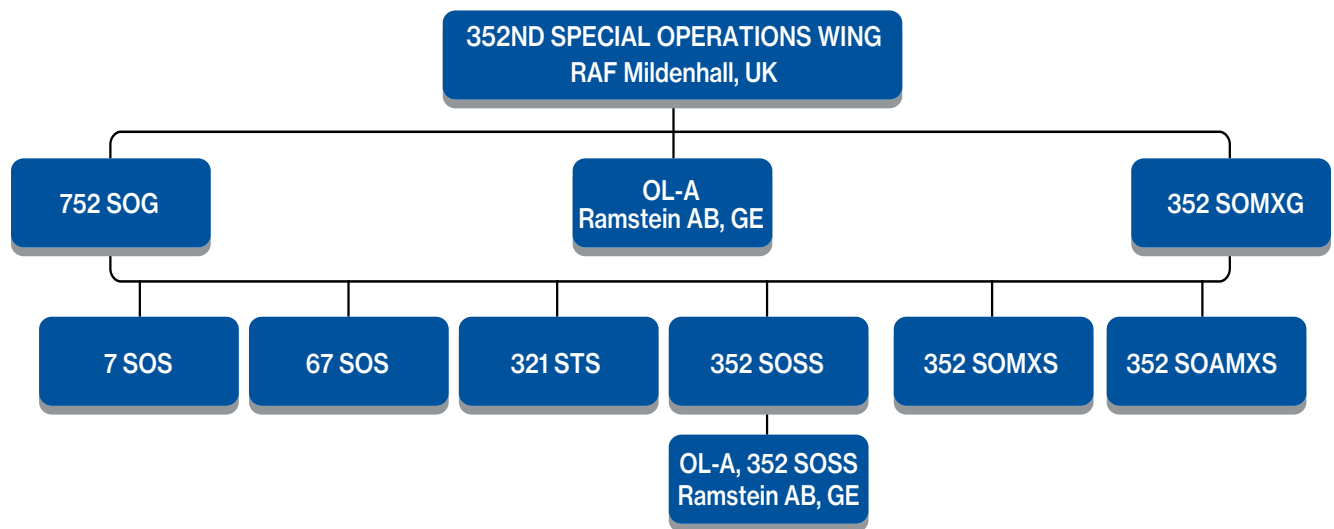 352ND SPECIAL OPERATIONS WING
RAF Mildenhall, UK
752 SOG
OL-A
Ramstein AB, GE
352 SOMXG
7 SOS
67 SOS
321 STS
352 SOSS
352 SOMXS
352 SOAMXS
OL-A, 352 SOSS
Ramstein AB, GE